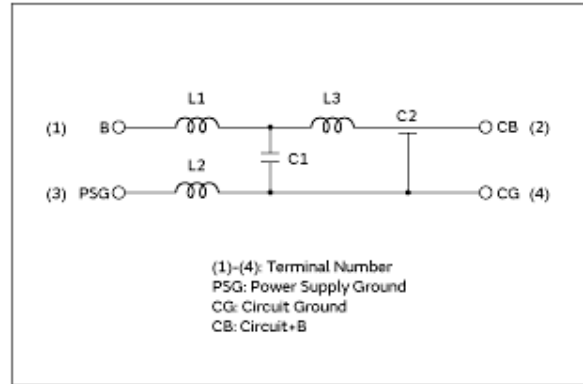 L1 L3 C2
(1) B CB (2)
C1
L2
(3) PSG CG (4)
(1)-(4): Terminal Number
PSG: Power Supply Ground
CG: Circuit Ground
CB: Circuit+B